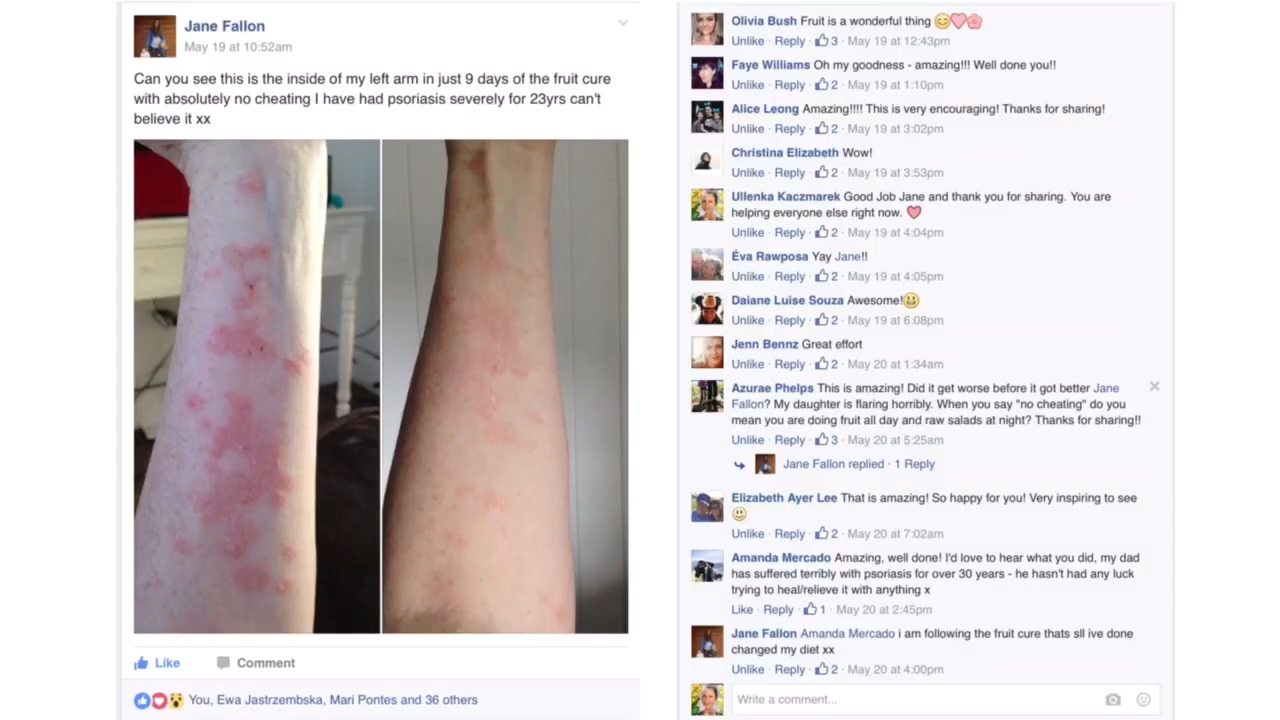 Jane Fallon
May 19 at 10:52am
Can you see this is the inside of my left arm in just 9 days of the fruit cure
with absolutely no cheating I have had psoriasis severely for 23yrs can't
believe it xx
Like Comment
You, Ewa Jastrzembska, Mari Pontes and 36 others
Olivia Bush Fruit is a wonderful thing 😊💗🌸
Unlike · Reply · 3 · May 19 at 12:43pm
Faye Williams Oh my goodness - amazing!!! Well done you!!
Unlike · Reply · 2 · May 19 at 1:10pm
Alice Leong Amazing!!!! This is very encouraging! Thanks for sharing!
Unlike · Reply · 2 · May 19 at 3:02pm
Christina Elizabeth Wow!
Unlike · Reply · 2 · May 19 at 3:53pm
Ullenka Kaczmarek Good Job Jane and thank you for sharing. You are
helping everyone else right now. 💗
Unlike · Reply · 2 · May 19 at 4:04pm
Éva Rawposa Yay Jane!!
Unlike · Reply · 2 · May 19 at 4:05pm
Daiane Luise Souza Awesome!😃
Unlike · Reply · 2 · May 19 at 6:08pm
Jenn Bennz Great effort
Unlike · Reply · 2 · May 20 at 1:34am
Azurae Phelps This is amazing! Did it get worse before it got better Jane
Fallon? My daughter is flaring horribly. When you say "no cheating" do you
mean you are doing fruit all day and raw salads at night? Thanks for sharing!!
Unlike · Reply · 3 · May 20 at 5:25am
Jane Fallon replied · 1 Reply
Elizabeth Ayer Lee That is amazing! So happy for you! Very inspiring to see
😃
Unlike · Reply · 2 · May 20 at 7:02am
Amanda Mercado Amazing, well done! I'd love to hear what you did, my dad
has suffered terribly with psoriasis for over 30 years - he hasn't had any luck
trying to heal/relieve it with anything x
Like · Reply · 1 · May 20 at 2:45pm
Jane Fallon Amanda Mercado i am following the fruit cure thats sll ive done
changed my diet xx
Unlike · Reply · 2 · May 20 at 4:00pm
Write a comment...